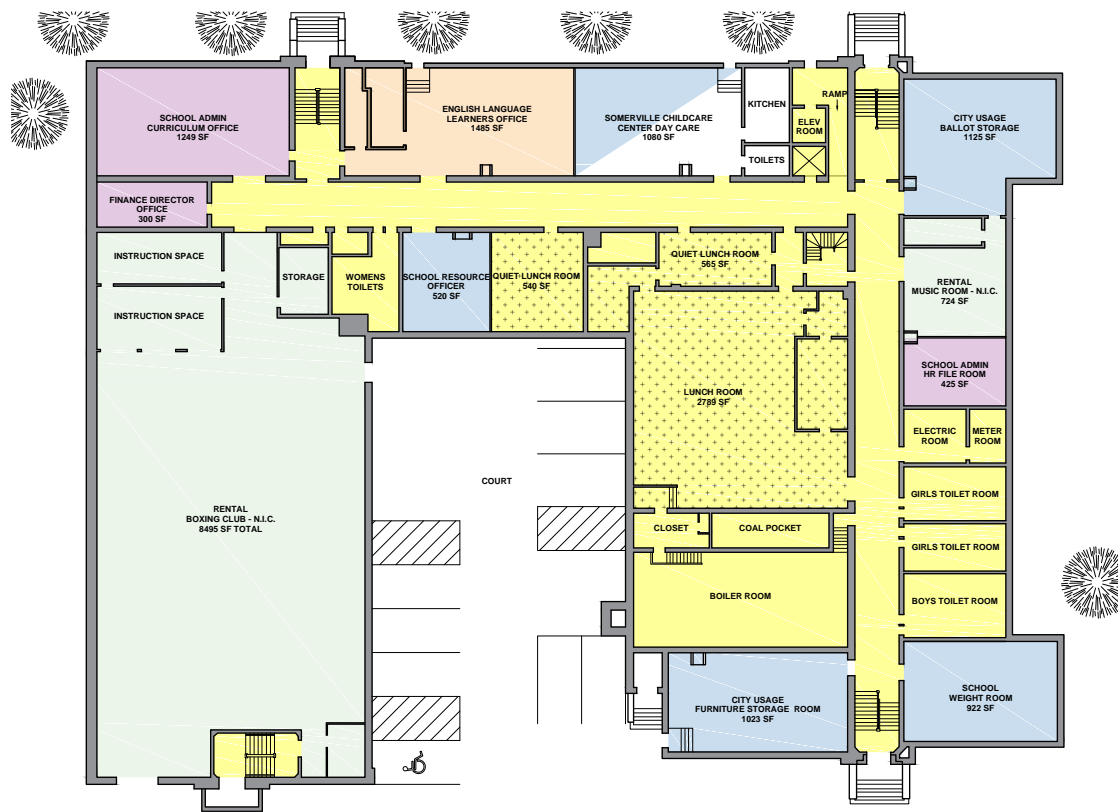 SCHOOL ADMIN
CURRICULUM OFFICE
1249 SF
ENGLISH LANGUAGE
LEARNERS OFFICE
1485 SF
SOMERVILLE CHILDCARE
CENTER DAY CARE
1080 SF
KITCHEN
TOILETS
RAMP
ELEV
ROOM
CITY USAGE
BALLOT STORAGE
1125 SF
FINANCE DIRECTOR
OFFICE
300 SF
INSTRUCTION SPACE
INSTRUCTION SPACE
STORAGE
WOMENS
TOILETS
SCHOOL RESOURCE
OFFICER
520 SF
QUIET LUNCH ROOM
540 SF
QUIET LUNCH ROOM
565 SF
RENTAL
MUSIC ROOM - N.I.C.
724 SF
SCHOOL ADMIN
HR FILE ROOM
425 SF
LUNCH ROOM
2789 SF
ELECTRIC
ROOM
METER
ROOM
COURT
GIRLS TOILET ROOM
RENTAL
BOXING CLUB - N.I.C.
8495 SF TOTAL
CLOSET
COAL POCKET
GIRLS TOILET ROOM
BOILER ROOM
BOYS TOILET ROOM
CITY USAGE
FURNITURE STORAGE ROOM
1023 SF
SCHOOL
WEIGHT ROOM
922 SF